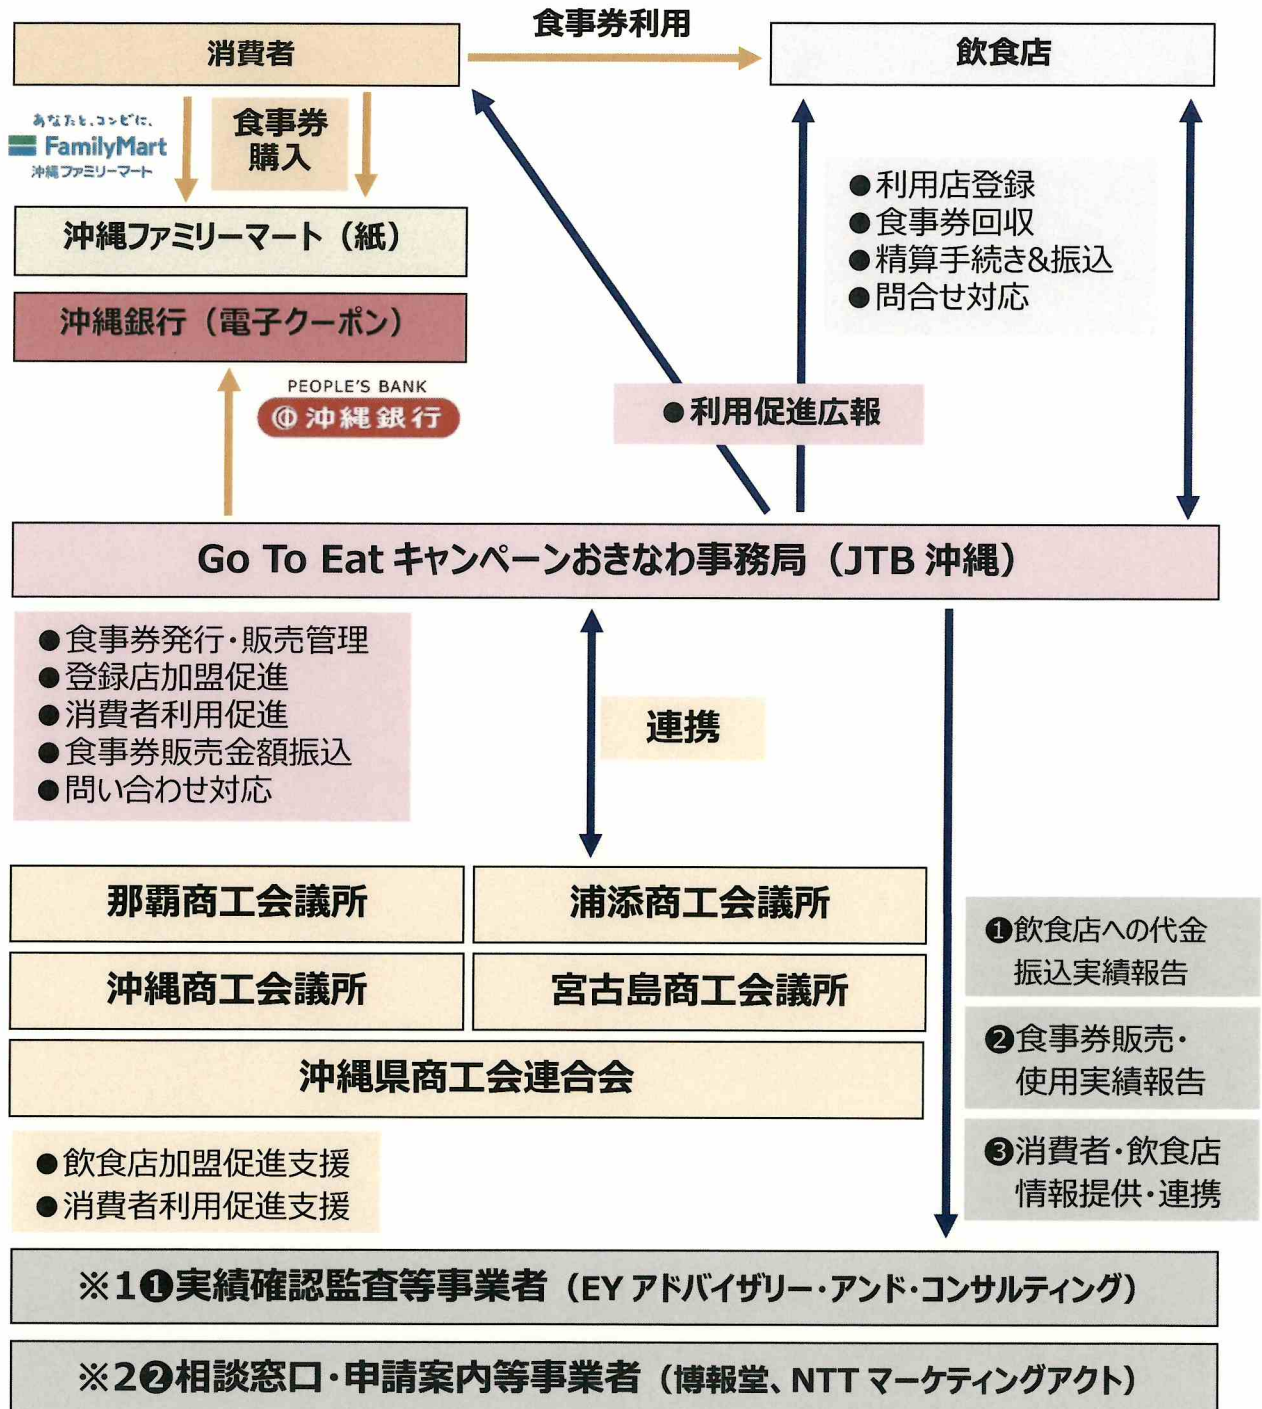 食事券利用
消費者
飲食店
あなたと、コンビに、
FamilyMart
沖縄ファミリーマート
食事券
購入
沖縄ファミリーマート（紙）
沖縄銀行（電子クーポン）
PEOPLE'S BANK
沖縄銀行
●利用店登録
●食事券回収
●精算手続き&振込
●問合せ対応
●利用促進広報
Go To Eat キャンペーンおきなわ事務局（JTB 沖縄）
●食事券発行・販売管理
●登録店加盟促進
●消費者利用促進
●食事券販売金額振込
●問い合わせ対応
連携
那覇商工会議所
浦添商工会議所
沖縄商工会議所
宮古島商工会議所
沖縄県商工会連合会
●飲食店加盟促進支援
●消費者利用促進支援
❶飲食店への代金
振込実績報告
❷食事券販売・
使用実績報告
❸消費者・飲食店
情報提供・連携
※1❶実績確認監査等事業者（EY アドバイザリー・アンド・コンサルティング）
※2❷相談窓口・申請案内等事業者（博報堂、NTT マーケティングアクト）